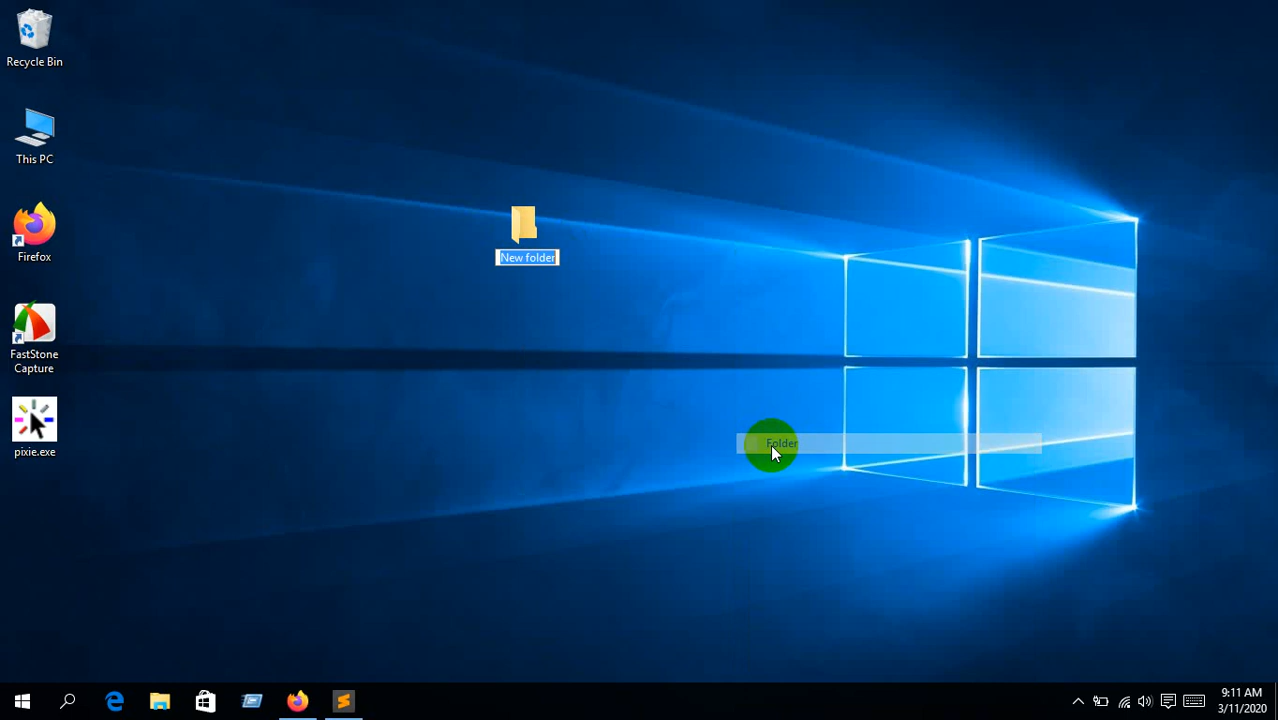 Recycle Bin
This PC
Firefox
FastStone
Capture
pixie.exe
New folder
Folder
9:11 AM
3/11/2020